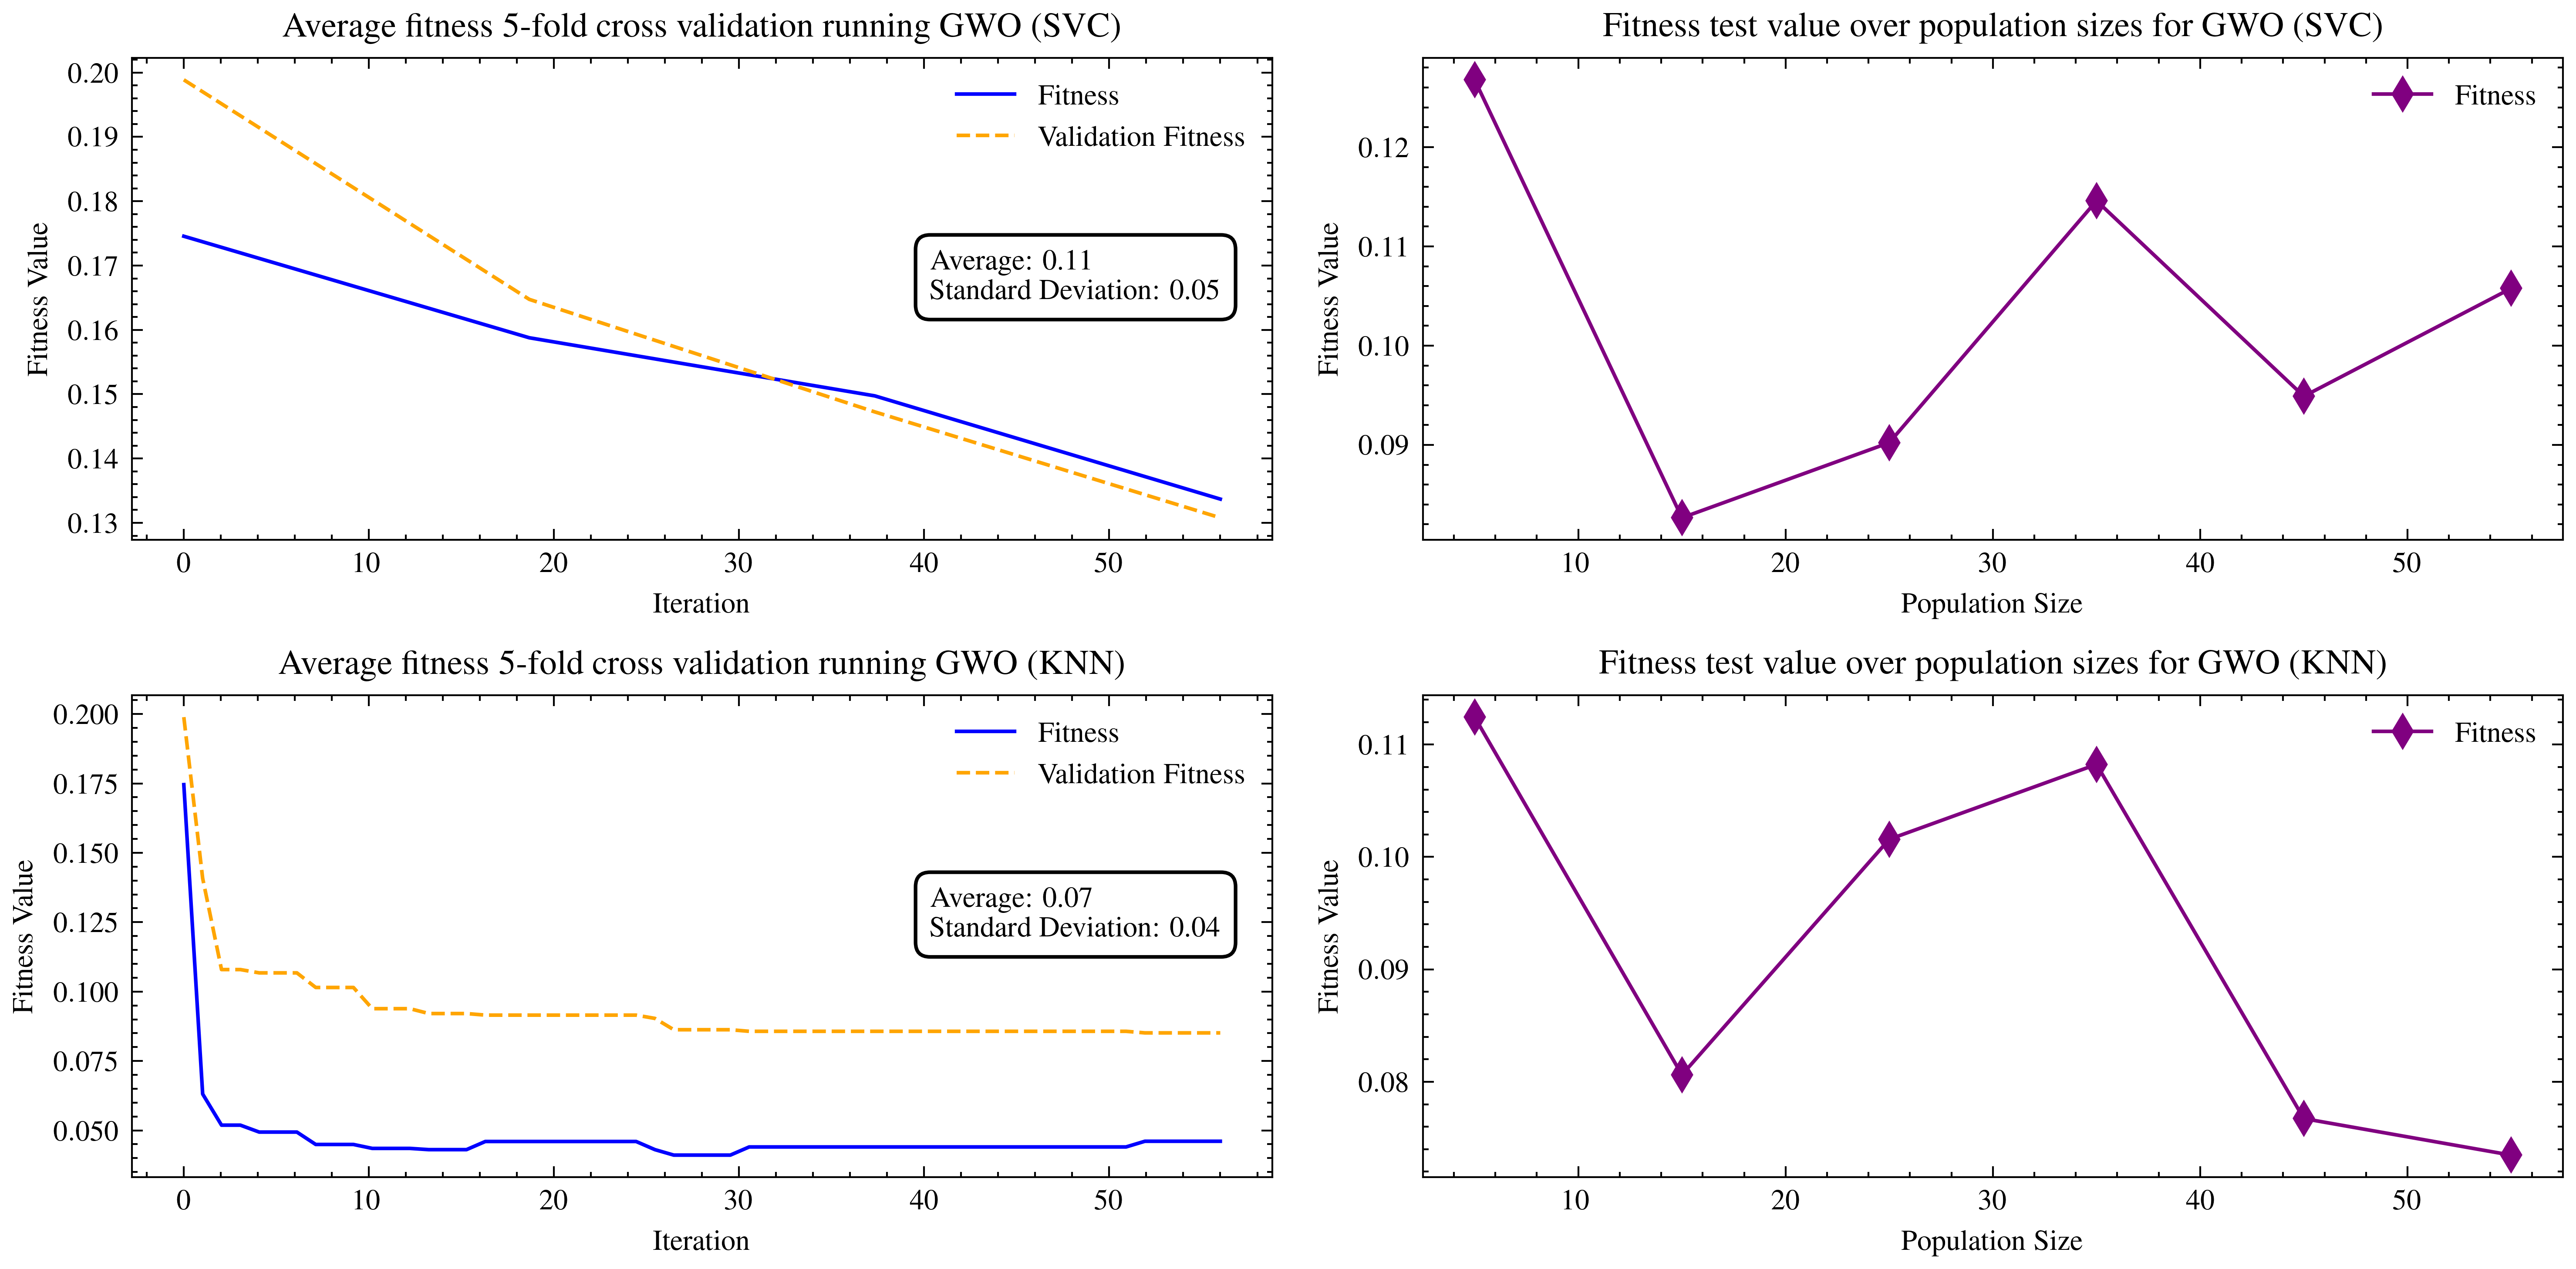 Average fitness 5-fold cross validation running GWO (SVC)
Fitness Value
0.20
0.19
0.18
0.17
0.16
0.15
0.14
0.13
Fitness
Validation Fitness
Average: 0.11
Standard Deviation: 0.05
0 10 20 30 40 50
Iteration
Fitness test value over population sizes for GWO (SVC)
Fitness Value
0.12
0.11
0.10
0.09
Fitness
10 20 30 40 50
Population Size
Average fitness 5-fold cross validation running GWO (KNN)
Fitness Value
0.200
0.175
0.150
0.125
0.100
0.075
0.050
Fitness
Validation Fitness
Average: 0.07
Standard Deviation: 0.04
0 10 20 30 40 50
Iteration
Fitness test value over population sizes for GWO (KNN)
Fitness Value
0.11
0.10
0.09
0.08
Fitness
10 20 30 40 50
Population Size